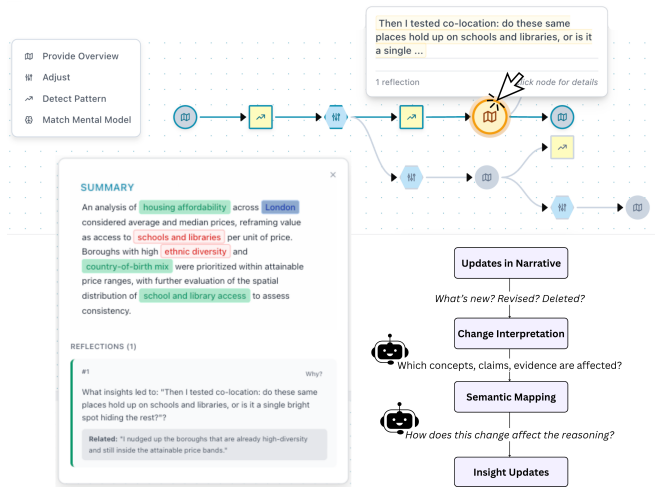 Then I tested co-location: do these same
places hold up on schools and libraries, or is it
a single ...
1 reflection
click node for details
Provide Overview
Adjust
Detect Pattern
Match Mental Model
SUMMARY
An analysis of housing affordability across London
considered average and median prices, reframing value
as access to schools and libraries per unit of price.
Boroughs with high ethnic diversity and
country-of-birth mix were prioritized within attainable
price ranges, with further evaluation of the spatial
distribution of school and library access to assess
consistency.
REFLECTIONS (1)
#1
Why?
What insights led to: "Then I tested co-location: do these same
places hold up on schools and libraries, or is it a single bright
spot hiding the rest?"?
Related: "I nudged up the boroughs that are already high-diversity
and still inside the attainable price bands."
Updates in Narrative
What's new? Revised? Deleted?
Change Interpretation
Which concepts, claims, evidence are affected?
Semantic Mapping
How does this change affect the reasoning?
Insight Updates